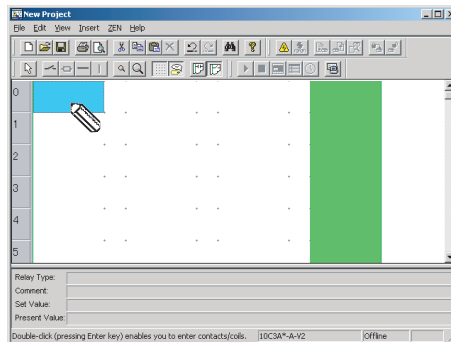 New Project
File Edit View Insert ZEN Help
0
1
2
3
4
5
Relay Type:
Comment:
Set Value:
Present Value:
Double-click (pressing Enter key) enables you to enter contacts/coils. 10C3A*-A-V2 Offline